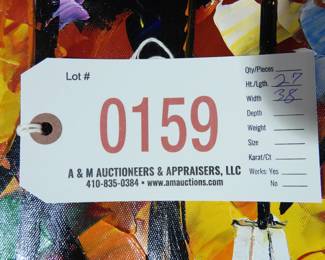 Lot #
0159
A & M AUCTIONEERS & APPRAISERS, LLC
410-835-0384 • www.amauctions.com
Qty/Pieces
Ht./Lgth. 27
Width 38
Depth
Weight
Size
Karat/Ct
Works: Yes
No